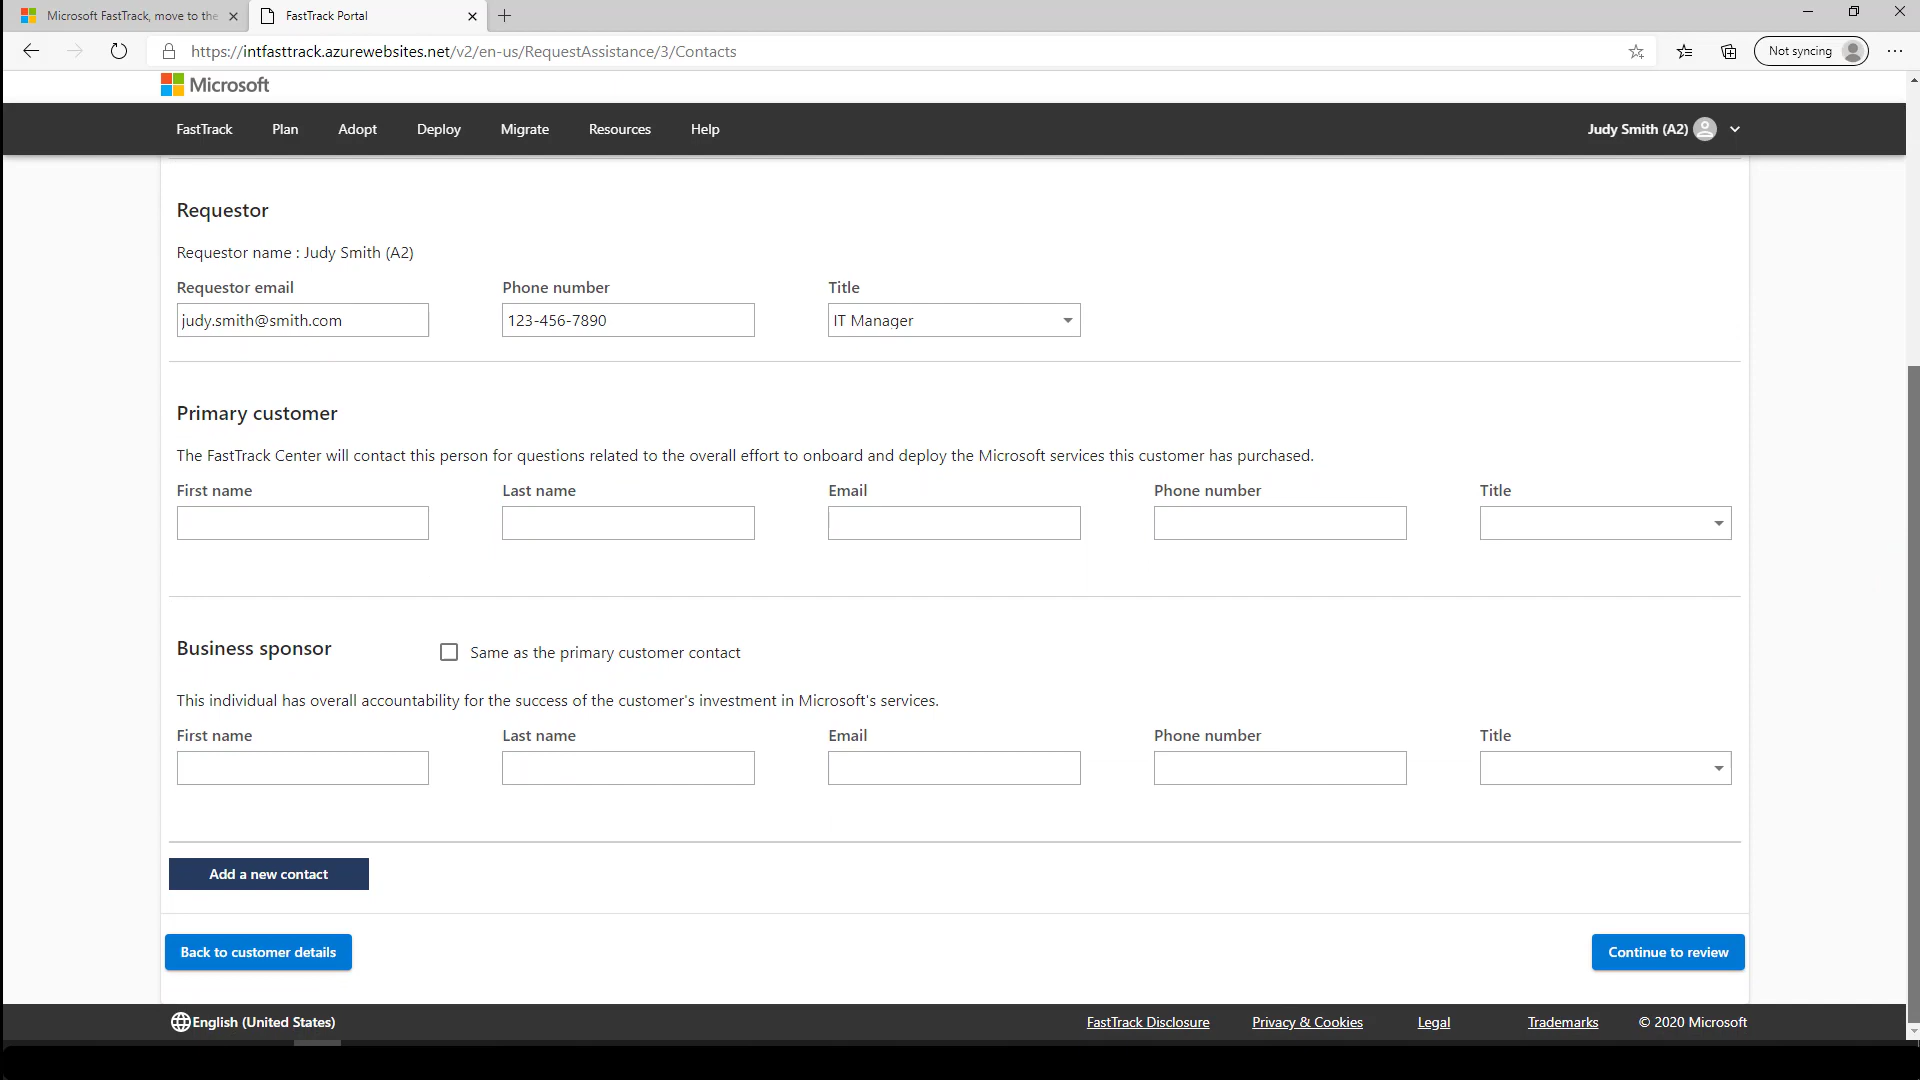 Microsoft FastTrack, move to the
FastTrack Portal
https://intfasttrack.azurewebsites.net/v2/en-us/RequestAssistance/3/Contacts
Not syncing
Microsoft
FastTrack Plan Adopt Deploy Migrate Resources Help Judy Smith (A2)
Requestor
Requestor name : Judy Smith (A2)
Requestor email Phone number Title
judy.smith@smith.com 123-456-7890 IT Manager
Primary customer
The FastTrack Center will contact this person for questions related to the overall effort to onboard and deploy the Microsoft services this customer has purchased.
First name Last name Email Phone number Title
Business sponsor Same as the primary customer contact
This individual has overall accountability for the success of the customer's investment in Microsoft's services.
First name Last name Email Phone number Title
Add a new contact
Back to customer details Continue to review
English (United States) FastTrack Disclosure Privacy & Cookies Legal Trademarks © 2020 Microsoft